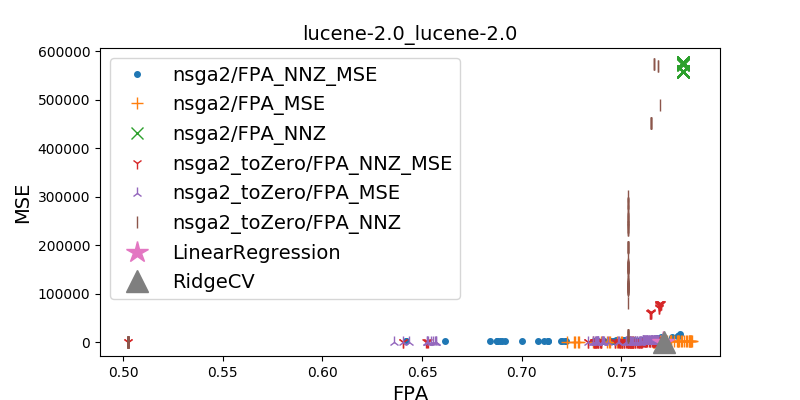 lucene-2.0_lucene-2.0
600000
500000
400000
300000
200000
100000
0
MSE
nsga2/FPA_NNZ_MSE
nsga2/FPA_MSE
nsga2/FPA_NNZ
nsga2_toZero/FPA_NNZ_MSE
nsga2_toZero/FPA_MSE
nsga2_toZero/FPA_NNZ
LinearRegression
RidgeCV
0.50 0.55 0.60 0.65 0.70 0.75
FPA